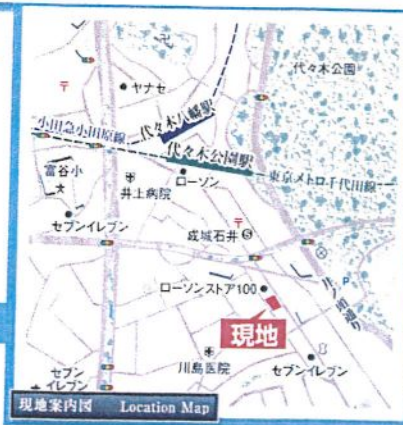 ヤナセ
代々木公園
代々木八幡駅
小田急小田原線
代々木公園駅
東京メトロ千代田線
富谷小
井上病院
ローソン
セブンイレブン
成城石井
ローソンストア100
井ノ頭通り
P
現地
川島医院
セブンイレブン
セブン
イレブン
現地案内図 Location Map